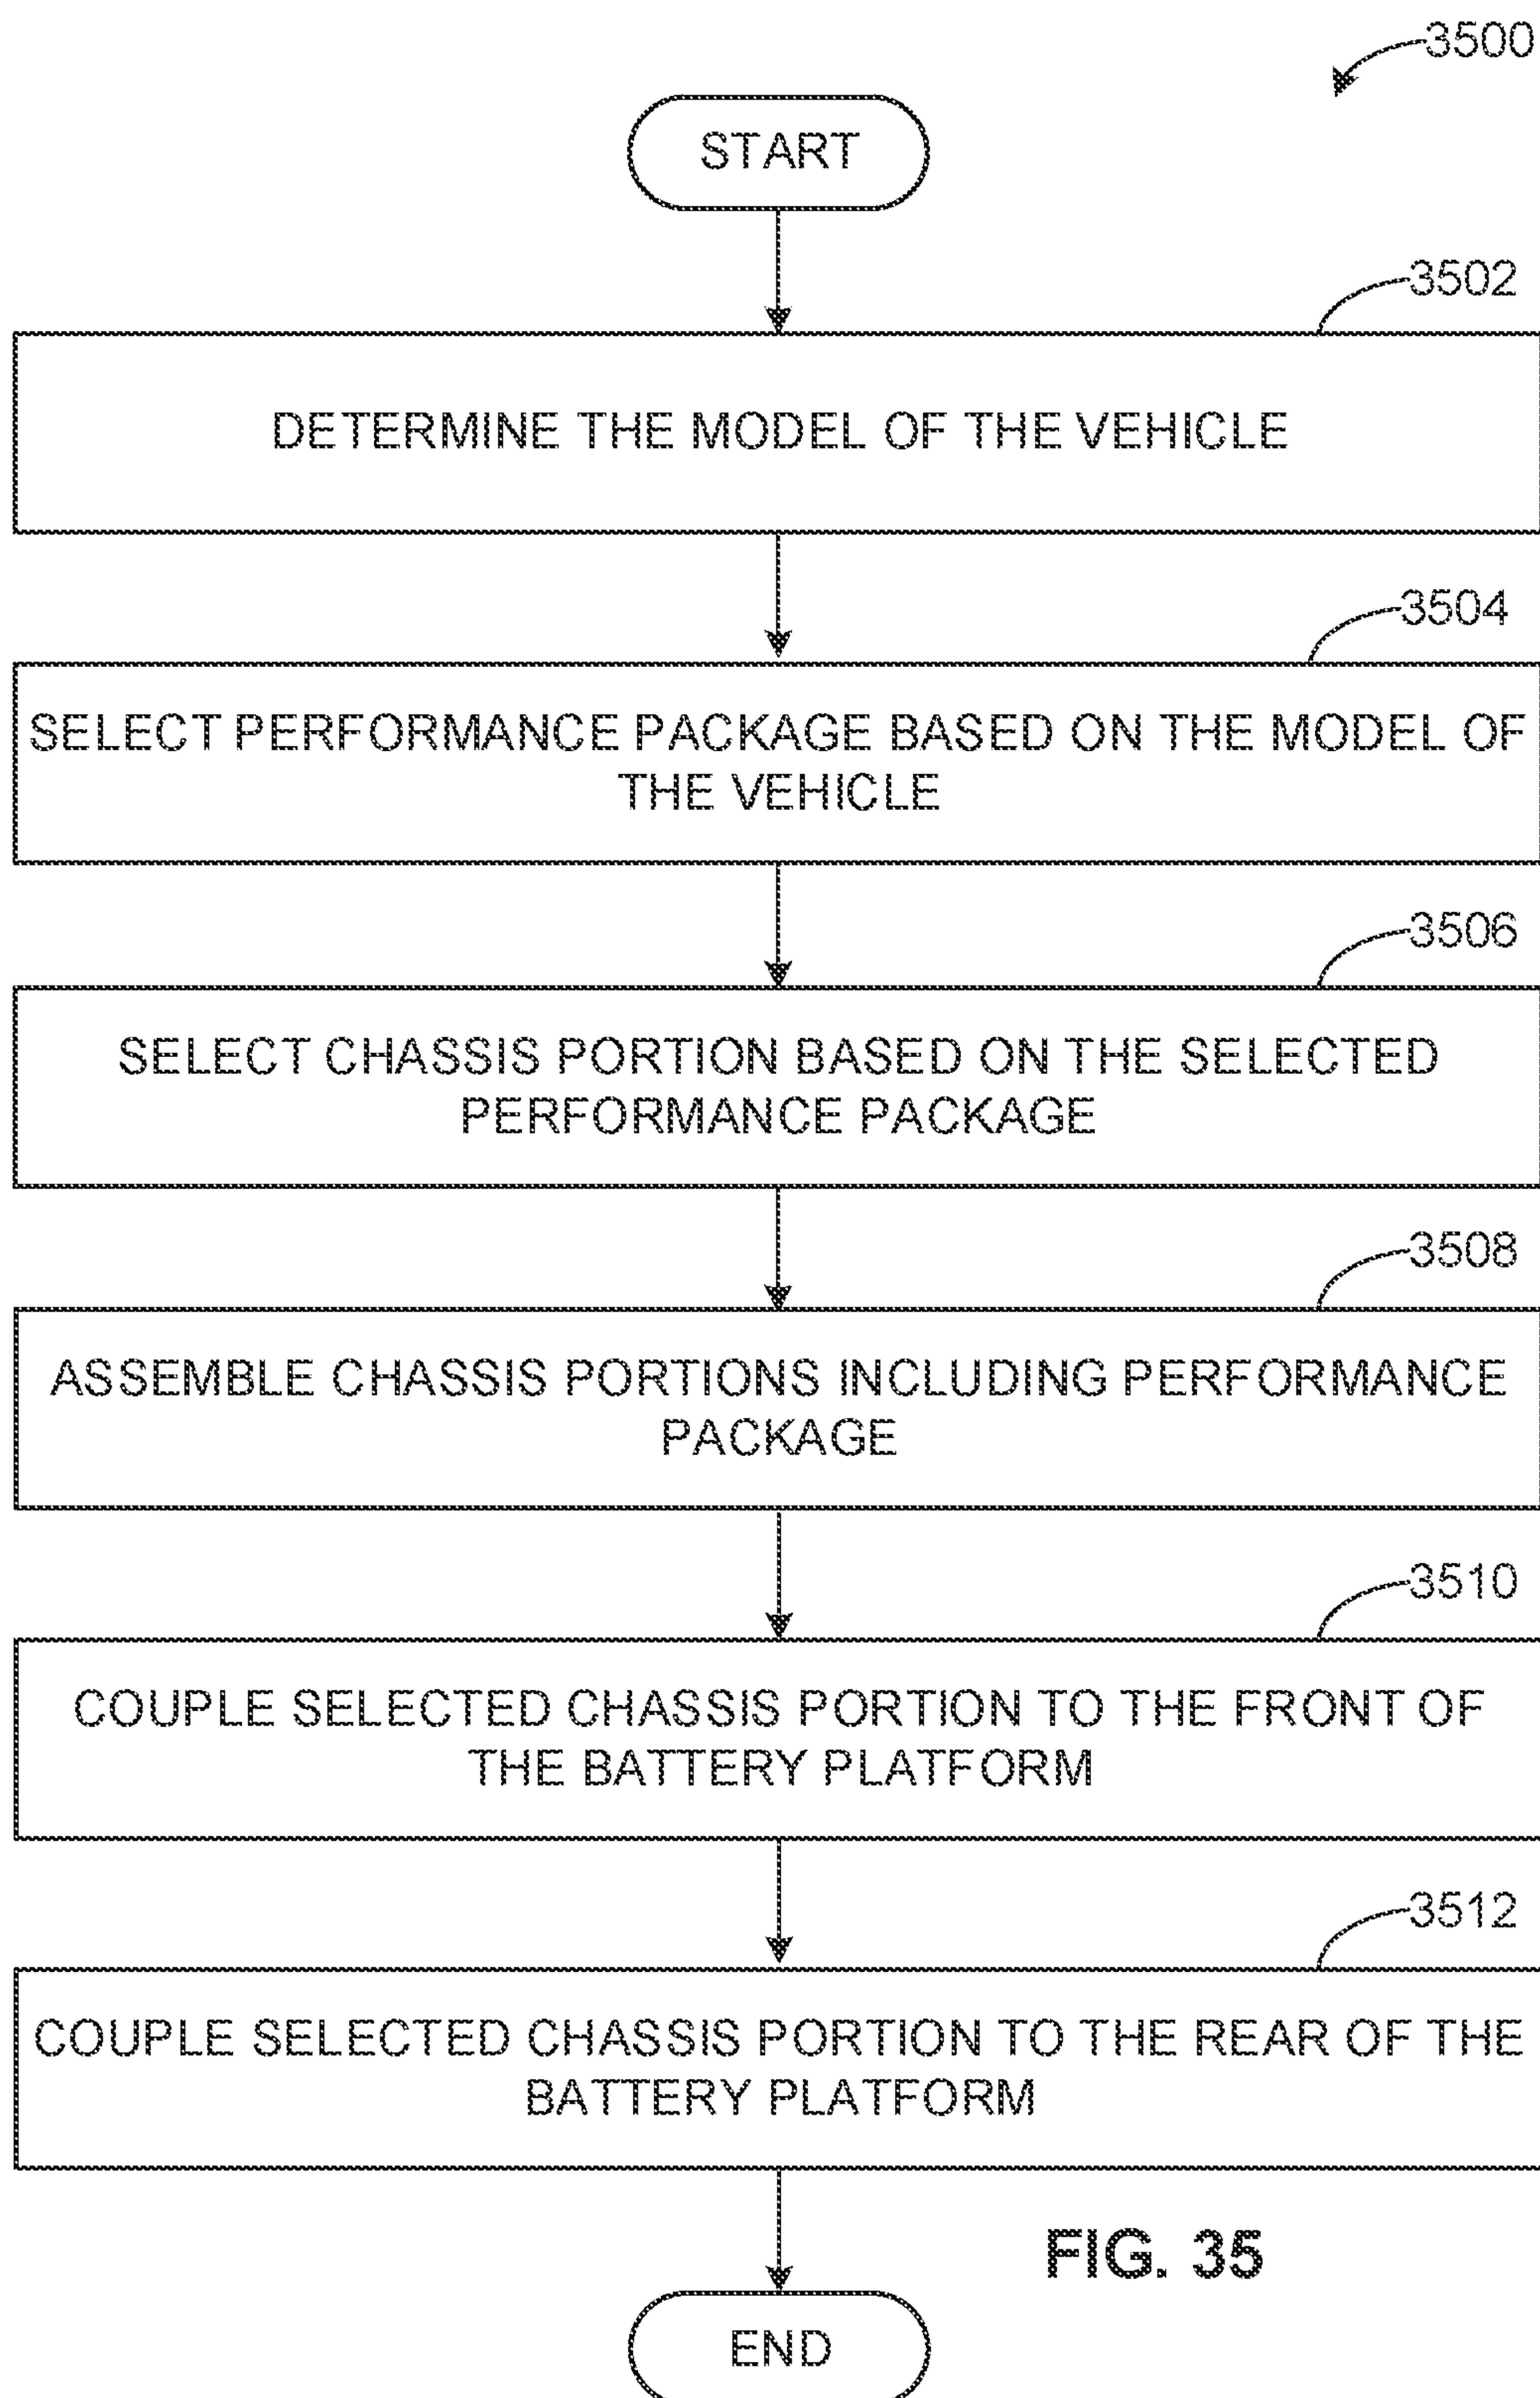 3500
START
3502
DETERMINE THE MODEL OF THE VEHICLE
3504
SELECT PERFORMANCE PACKAGE BASED ON THE MODEL OF
THE VEHICLE
3506
SELECT CHASSIS PORTION BASED ON THE SELECTED
PERFORMANCE PACKAGE
3508
ASSEMBLE CHASSIS PORTIONS INCLUDING PERFORMANCE
PACKAGE
3510
COUPLE SELECTED CHASSIS PORTION TO THE FRONT OF
THE BATTERY PLATFORM
3512
COUPLE SELECTED CHASSIS PORTION TO THE REAR OF THE
BATTERY PLATFORM
FIG. 35
END